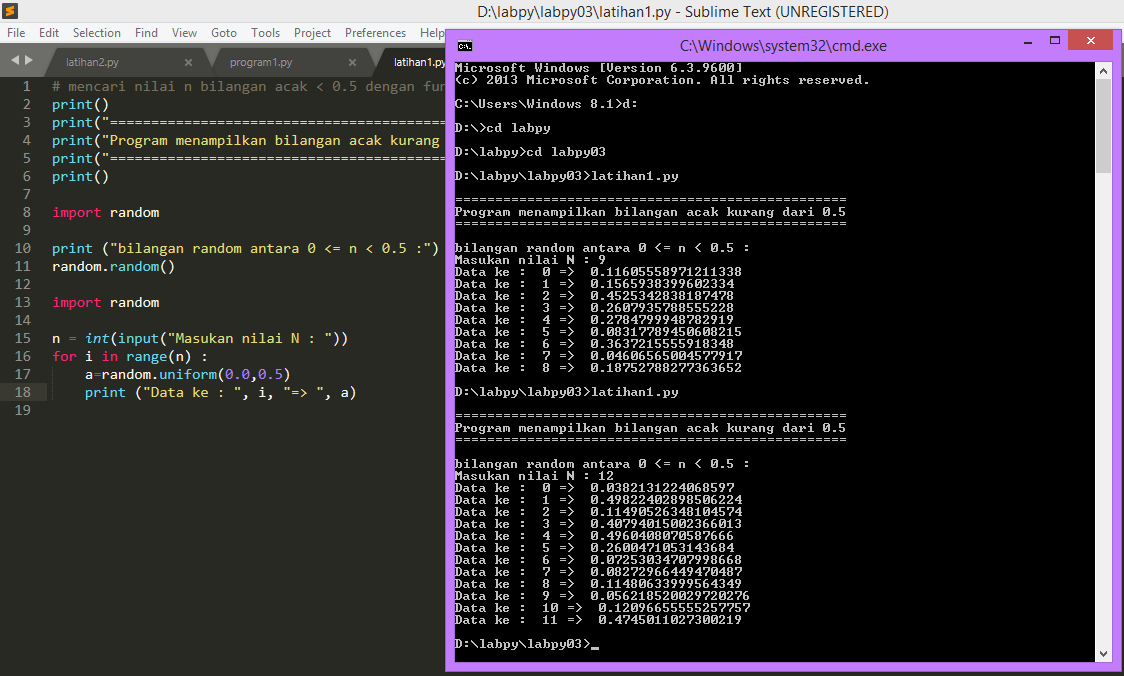 D:\labpy\labpy03\latihan1.py - Sublime Text (UNREGISTERED)
File Edit Selection Find View Goto Tools Project Preferences Help
latihan2.py × program1.py × latihan1.py
1 # mencari nilai n bilangan acak < 0.5 dengan fun
2 print()
3 print("=========================================
4 print("Program menampilkan bilangan acak kurang
5 print("=========================================
6 print()
7
8 import random
9
10 print ("bilangan random antara 0 <= n < 0.5 :")
11 random.random()
12
13 import random
14
15 n = int(input("Masukan nilai N : "))
16 for i in range(n) :
17 a=random.uniform(0.0,0.5)
18 print ("Data ke : ", i, "=> ", a)
19
C:\Windows\system32\cmd.exe
Microsoft Windows [Version 6.3.9600]
(c) 2013 Microsoft Corporation. All rights reserved.
C:\Users\Windows 8.1>d:
D:\>cd labpy
D:\labpy>cd labpy03
D:\labpy\labpy03>latihan1.py
=================================================
Program menampilkan bilangan acak kurang dari 0.5
=================================================
bilangan random antara 0 <= n < 0.5 :
Masukan nilai N : 9
Data ke :  0 =>  0.11605558971211338
Data ke :  1 =>  0.1565938399602334
Data ke :  2 =>  0.4525342838187478
Data ke :  3 =>  0.2607935788555228
Data ke :  4 =>  0.278479994878 2919
Data ke :  5 =>  0.08317789450608215
Data ke :  6 =>  0.3637215555918348
Data ke :  7 =>  0.04606565004577917
Data ke :  8 =>  0.18752788277363652
D:\labpy\labpy03>latihan1.py
=================================================
Program menampilkan bilangan acak kurang dari 0.5
=================================================
bilangan random antara 0 <= n < 0.5 :
Masukan nilai N : 12
Data ke :  0 =>  0.0382131224068597
Data ke :  1 =>  0.49822402898506224
Data ke :  2 =>  0.11490526348104574
Data ke :  3 =>  0.40794015002366013
Data ke :  4 =>  0.4960408070587666
Data ke :  5 =>  0.2600471053143684
Data ke :  6 =>  0.07253034707998668
Data ke :  7 =>  0.08272966449470487
Data ke :  8 =>  0.11480633999564349
Data ke :  9 =>  0.056218520029720276
Data ke :  10 =>  0.12096655555257757
Data ke :  11 =>  0.4745011027300219
D:\labpy\labpy03>_